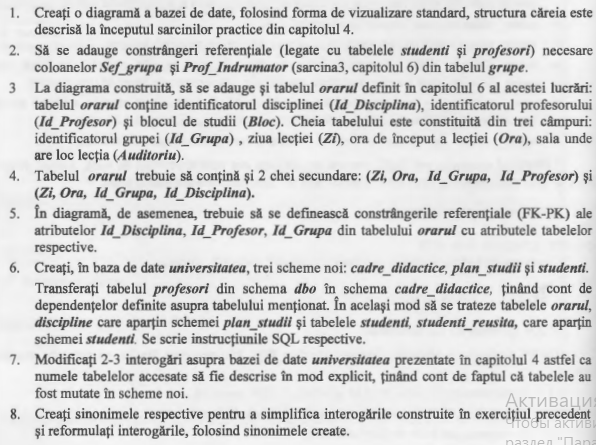 1. Creați o diagramă a bazei de date, folosind forma de vizualizare standard, structura căreia este
descrisă la începutul sarcinilor practice din capitolul 4.
2. Să se adauge constrângeri referențiale (legate cu tabelele studenti și profesori) necesare
coloanelor Sef_grupa și Prof_Indrumator (sarcina3, capitolul 6) din tabelul grupe.
3 La diagrama construită, să se adauge și tabelul orarul definit în capitolul 6 al acestei lucrări:
tabelul orarul conține identificatorul disciplinei (Id_Disciplina), identificatorul profesorului
(Id_Profesor) și blocul de studii (Bloc). Cheia tabelului este constituită din trei câmpuri:
identificatorul grupei (Id_Grupa) , ziua lecției (Zi), ora de început a lecției (Ora), sala unde
are loc lecția (Auditoriu).
4. Tabelul orarul trebuie să conțină și 2 chei secundare: (Zi, Ora, Id_Grupa, Id_Profesor) și
(Zi, Ora, Id_Grupa, Id_Disciplina).
5. În diagramă, de asemenea, trebuie să se definească constrângerile referențiale (FK-PK) ale
atributelor Id_Disciplina, Id_Profesor, Id_Grupa din tabelului orarul cu atributele tabelelor
respective.
6. Creați, în baza de date universitatea, trei scheme noi: cadre_didactice, plan_studii și studenti.
Transferați tabelul profesori din schema dbo în schema cadre_didactice, ținând cont de
dependențelor definite asupra tabelului menționat. În același mod să se trateze tabelele orarul,
discipline care aparțin schemei plan_studii și tabelele studenti, studenti_reusita, care aparțin
schemei studenti. Se scrie instrucțiunile SQL respective.
7. Modificați 2-3 interogări asupra bazei de date universitatea prezentate în capitolul 4 astfel ca
numele tabelelor accesate să fie descrise în mod explicit, ținând cont de faptul că tabelele au
fost mutate în scheme noi.
Активация
8. Creați sinonimele respective pentru a simplifica interogările construite în exercițiul precedent
Чтобы актив
și reformulați interogările, folosind sinonimele create.
раздел "Пара